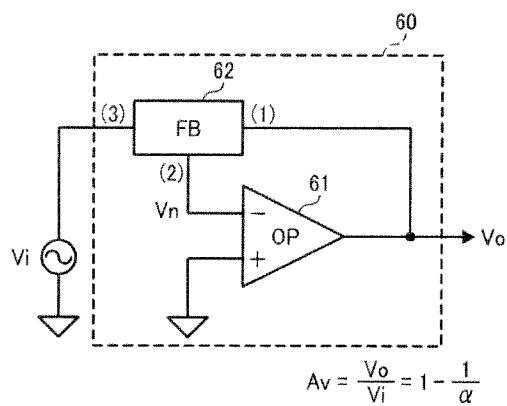 60
62
(3)
FB
(1)
(2)
61
Vn
−
OP
+
Vi
Vo
Av = Vo/Vi = 1 - 1/α